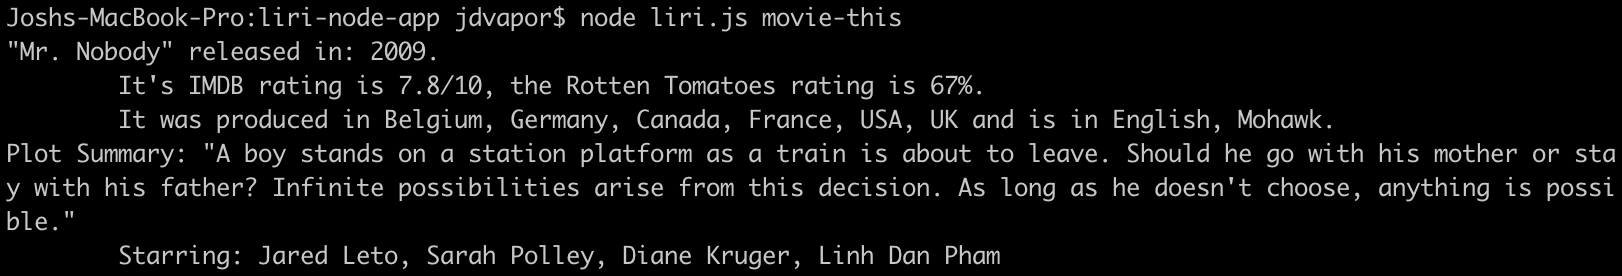 Joshs-MacBook-Pro:liri-node-app jdvapor$ node liri.js movie-this
"Mr. Nobody" released in: 2009.
It's IMDB rating is 7.8/10, the Rotten Tomatoes rating is 67%.
It was produced in Belgium, Germany, Canada, France, USA, UK and is in English, Mohawk.
Plot Summary: "A boy stands on a station platform as a train is about to leave. Should he go with his mother or sta
y with his father? Infinite possibilities arise from this decision. As long as he doesn't choose, anything is possi
ble."
Starring: Jared Leto, Sarah Polley, Diane Kruger, Linh Dan Pham